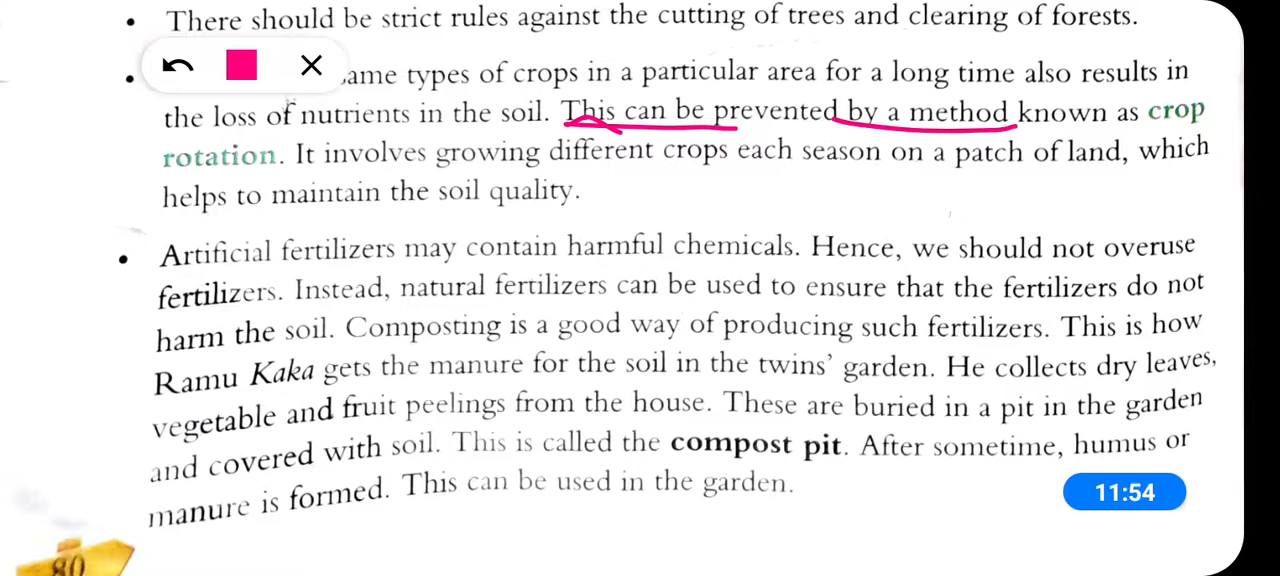 There should be strict rules against the cutting of trees and clearing of forests.
ame types of crops in a particular area for a long time also results in
the loss of nutrients in the soil. This can be prevented by a method known as crop
rotation. It involves growing different crops each season on a patch of land, which
helps to maintain the soil quality.
Artificial fertilizers may contain harmful chemicals. Hence, we should not overuse
fertilizers. Instead, natural fertilizers can be used to ensure that the fertilizers do not
harm the soil. Composting is a good way of producing such fertilizers. This is how
Ramu Kaka gets the manure for the soil in the twins’ garden. He collects dry leaves,
vegetable and fruit peelings from the house. These are buried in a pit in the garden
and covered with soil. This is called the compost pit. After sometime, humus or
manure is formed. This can be used in the garden.
11:54
80